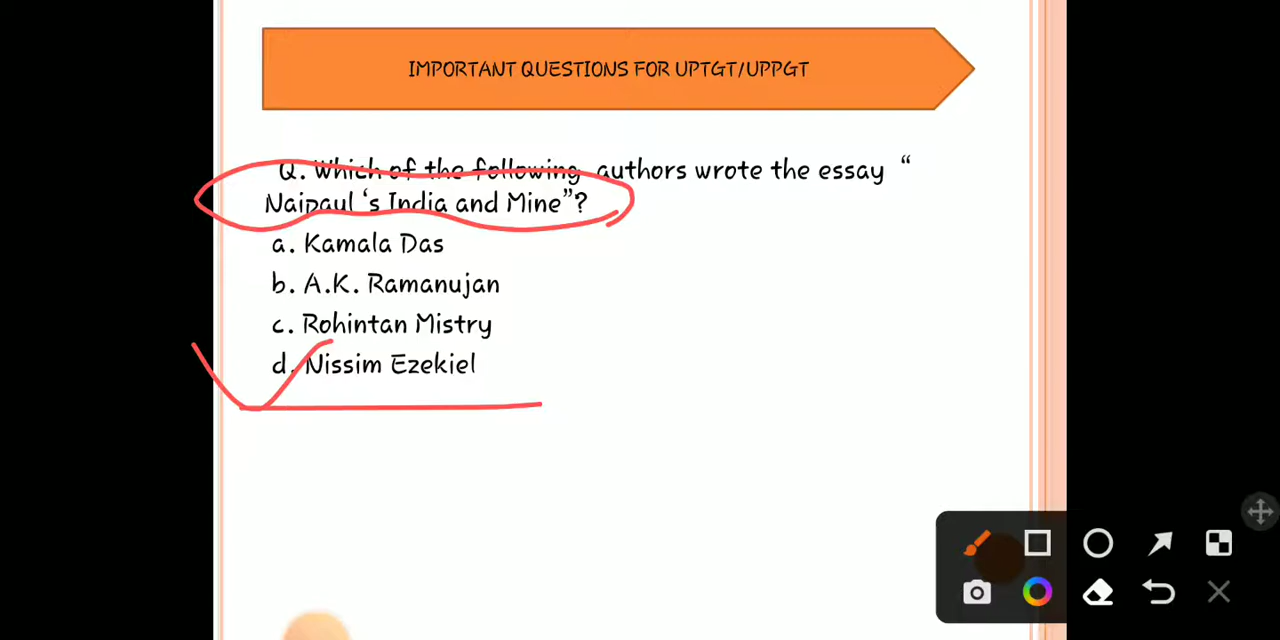 IMPORTANT QUESTIONS FOR UPTGT/UPPGT
Q. Which of the following authors wrote the essay “
Naipaul ‘s India and Mine”?
a. Kamala Das
b. A.K. Ramanujan
c. Rohintan Mistry
d. Nissim Ezekiel